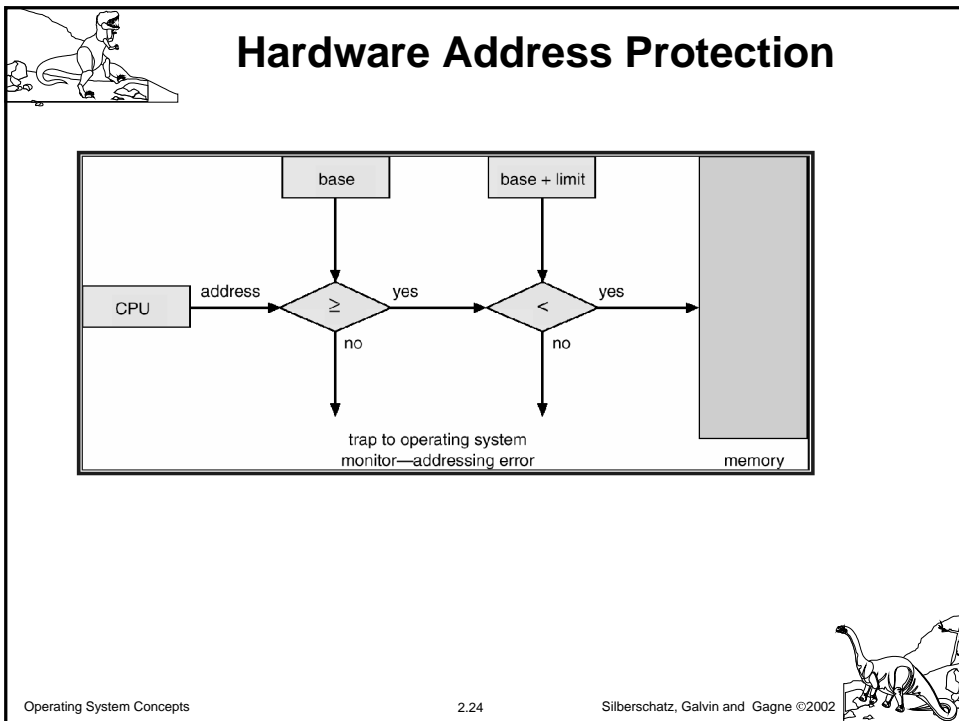 Hardware Address Protection
base
base + limit
CPU
address
≥
yes
<
yes
no
no
trap to operating system
monitor—addressing error
memory
Operating System Concepts
2.24
Silberschatz, Galvin and Gagne ©2002